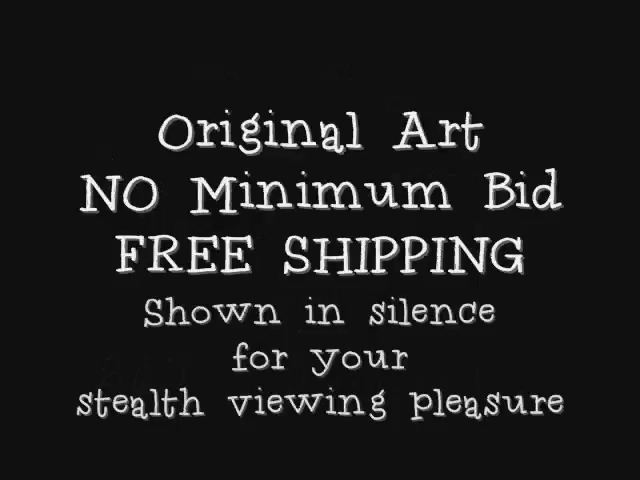 Original Art
NO Minimum Bid
FREE SHIPPING
Shown in silence
for your
stealth viewing pleasure